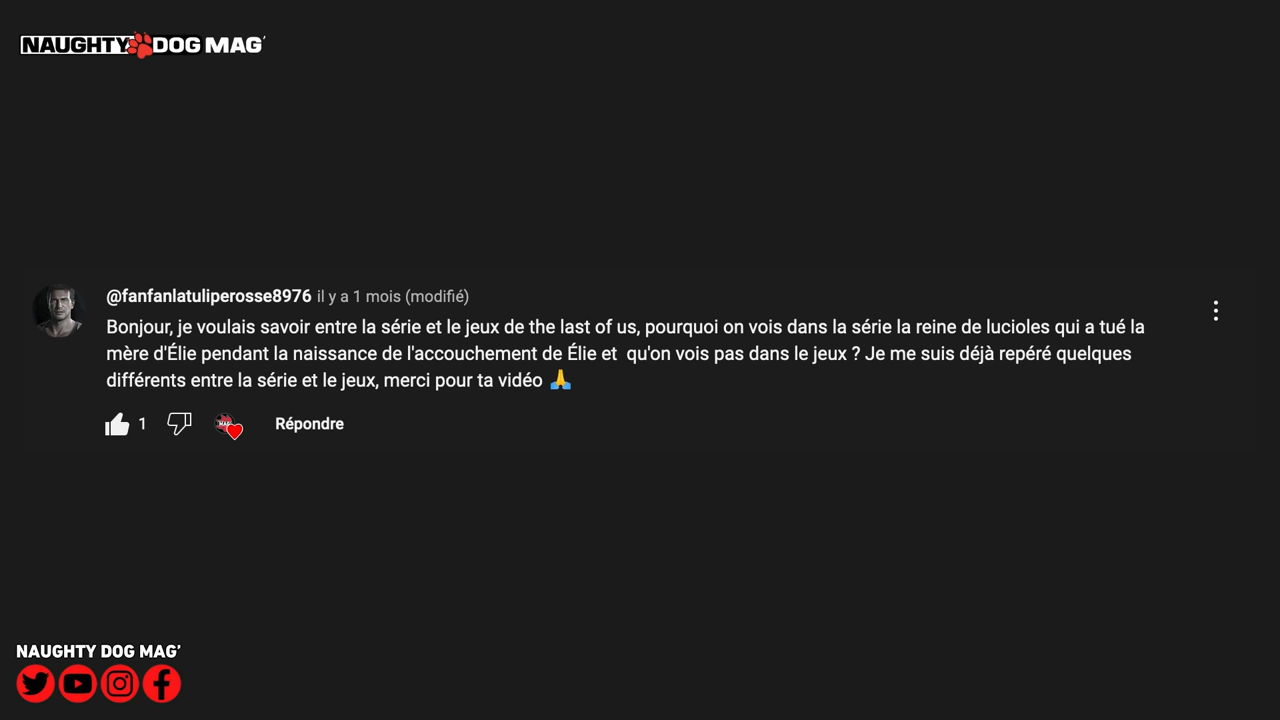 NAUGHTY DOG MAG'
@fanfanlatuliperosse8976 il y a 1 mois (modifié)
Bonjour, je voulais savoir entre la série et le jeux de the last of us, pourquoi on vois dans la série la reine de lucioles qui a tué la
mère d'Élie pendant la naissance de l'accouchement de Élie et  qu'on vois pas dans le jeux ? Je me suis déjà repéré quelques
différents entre la série et le jeux, merci pour ta vidéo 🙏
1 MAG' Répondre
NAUGHTY DOG MAG'